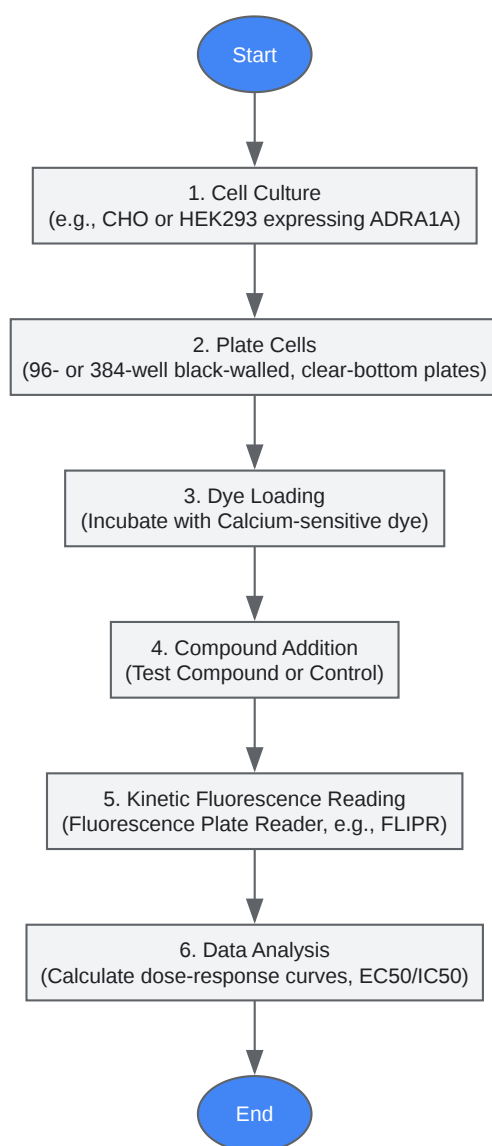 Start
1. Cell Culture
(e.g., CHO or HEK293 expressing ADRA1A)
2. Plate Cells
(96- or 384-well black-walled, clear-bottom plates)
3. Dye Loading
(Incubate with Calcium-sensitive dye)
4. Compound Addition
(Test Compound or Control)
5. Kinetic Fluorescence Reading
(Fluorescence Plate Reader, e.g., FLIPR)
6. Data Analysis
(Calculate dose-response curves, EC50/IC50)
End